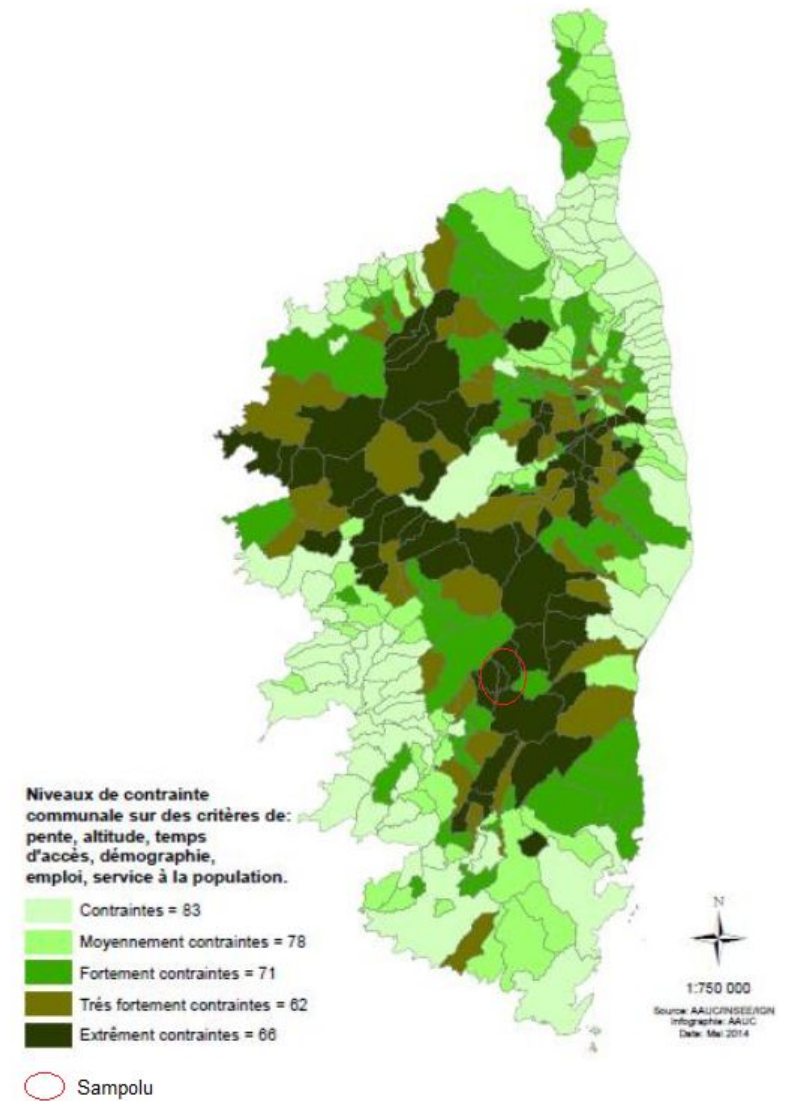 Niveaux de contrainte
communale sur des critères de:
pente, altitude, temps
d'accès, démographie,
emploi, service à la population.
Contraintes = 83
Moyennement contraintes = 78
Fortement contraintes = 71
Trés fortement contraintes = 62
Extrêment contraintes = 66
Sampolu
N
1:750 000
Source: AAUC/INSEE/IGN
Infographie: AAUC
Date: Mai 2014